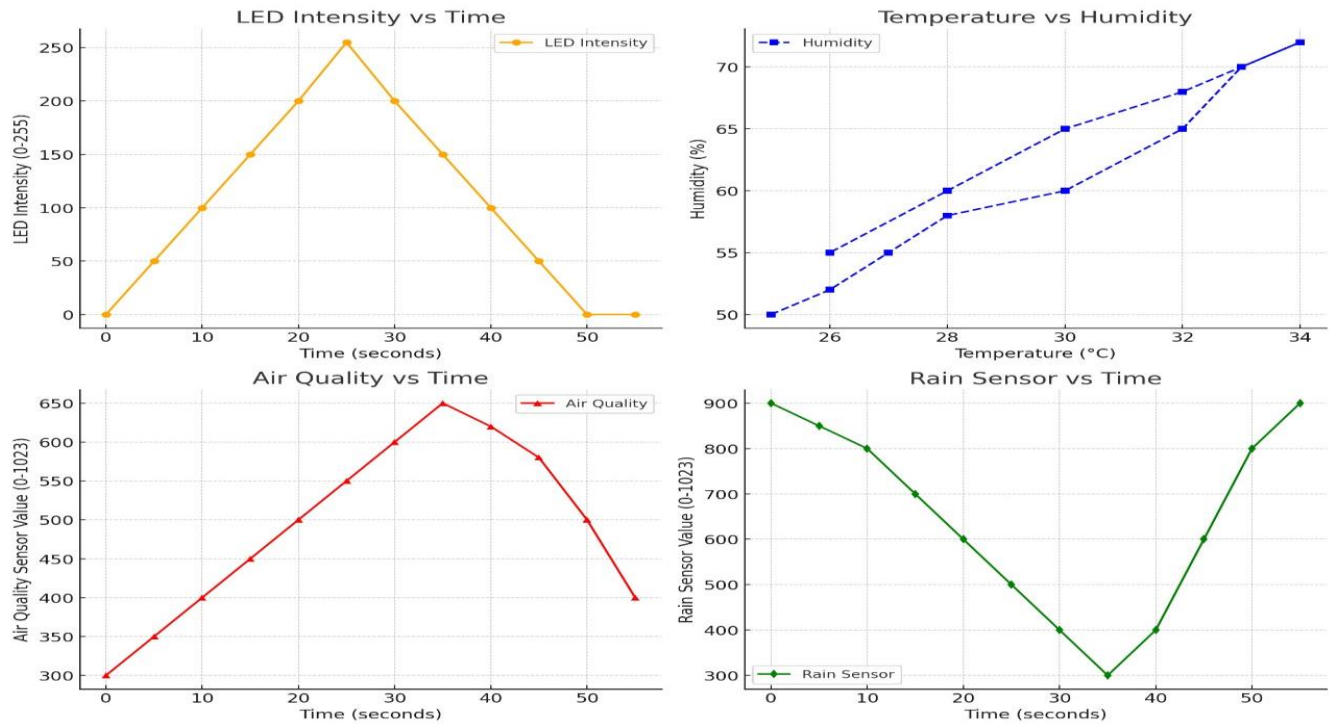 LED Intensity vs Time
LED Intensity (0-255)
250
200
150
100
50
0
LED Intensity
0 10 20 30 40 50
Time (seconds)
Temperature vs Humidity
Humidity (%)
70
65
60
55
50
Humidity
26 28 30 32 34
Temperature (°C)
Air Quality vs Time
Air Quality Sensor Value (0-1023)
650
600
550
500
450
400
350
300
Air Quality
0 10 20 30 40 50
Time (seconds)
Rain Sensor vs Time
Rain Sensor Value (0-1023)
900
800
700
600
500
400
300
Rain Sensor
0 10 20 30 40 50
Time (seconds)